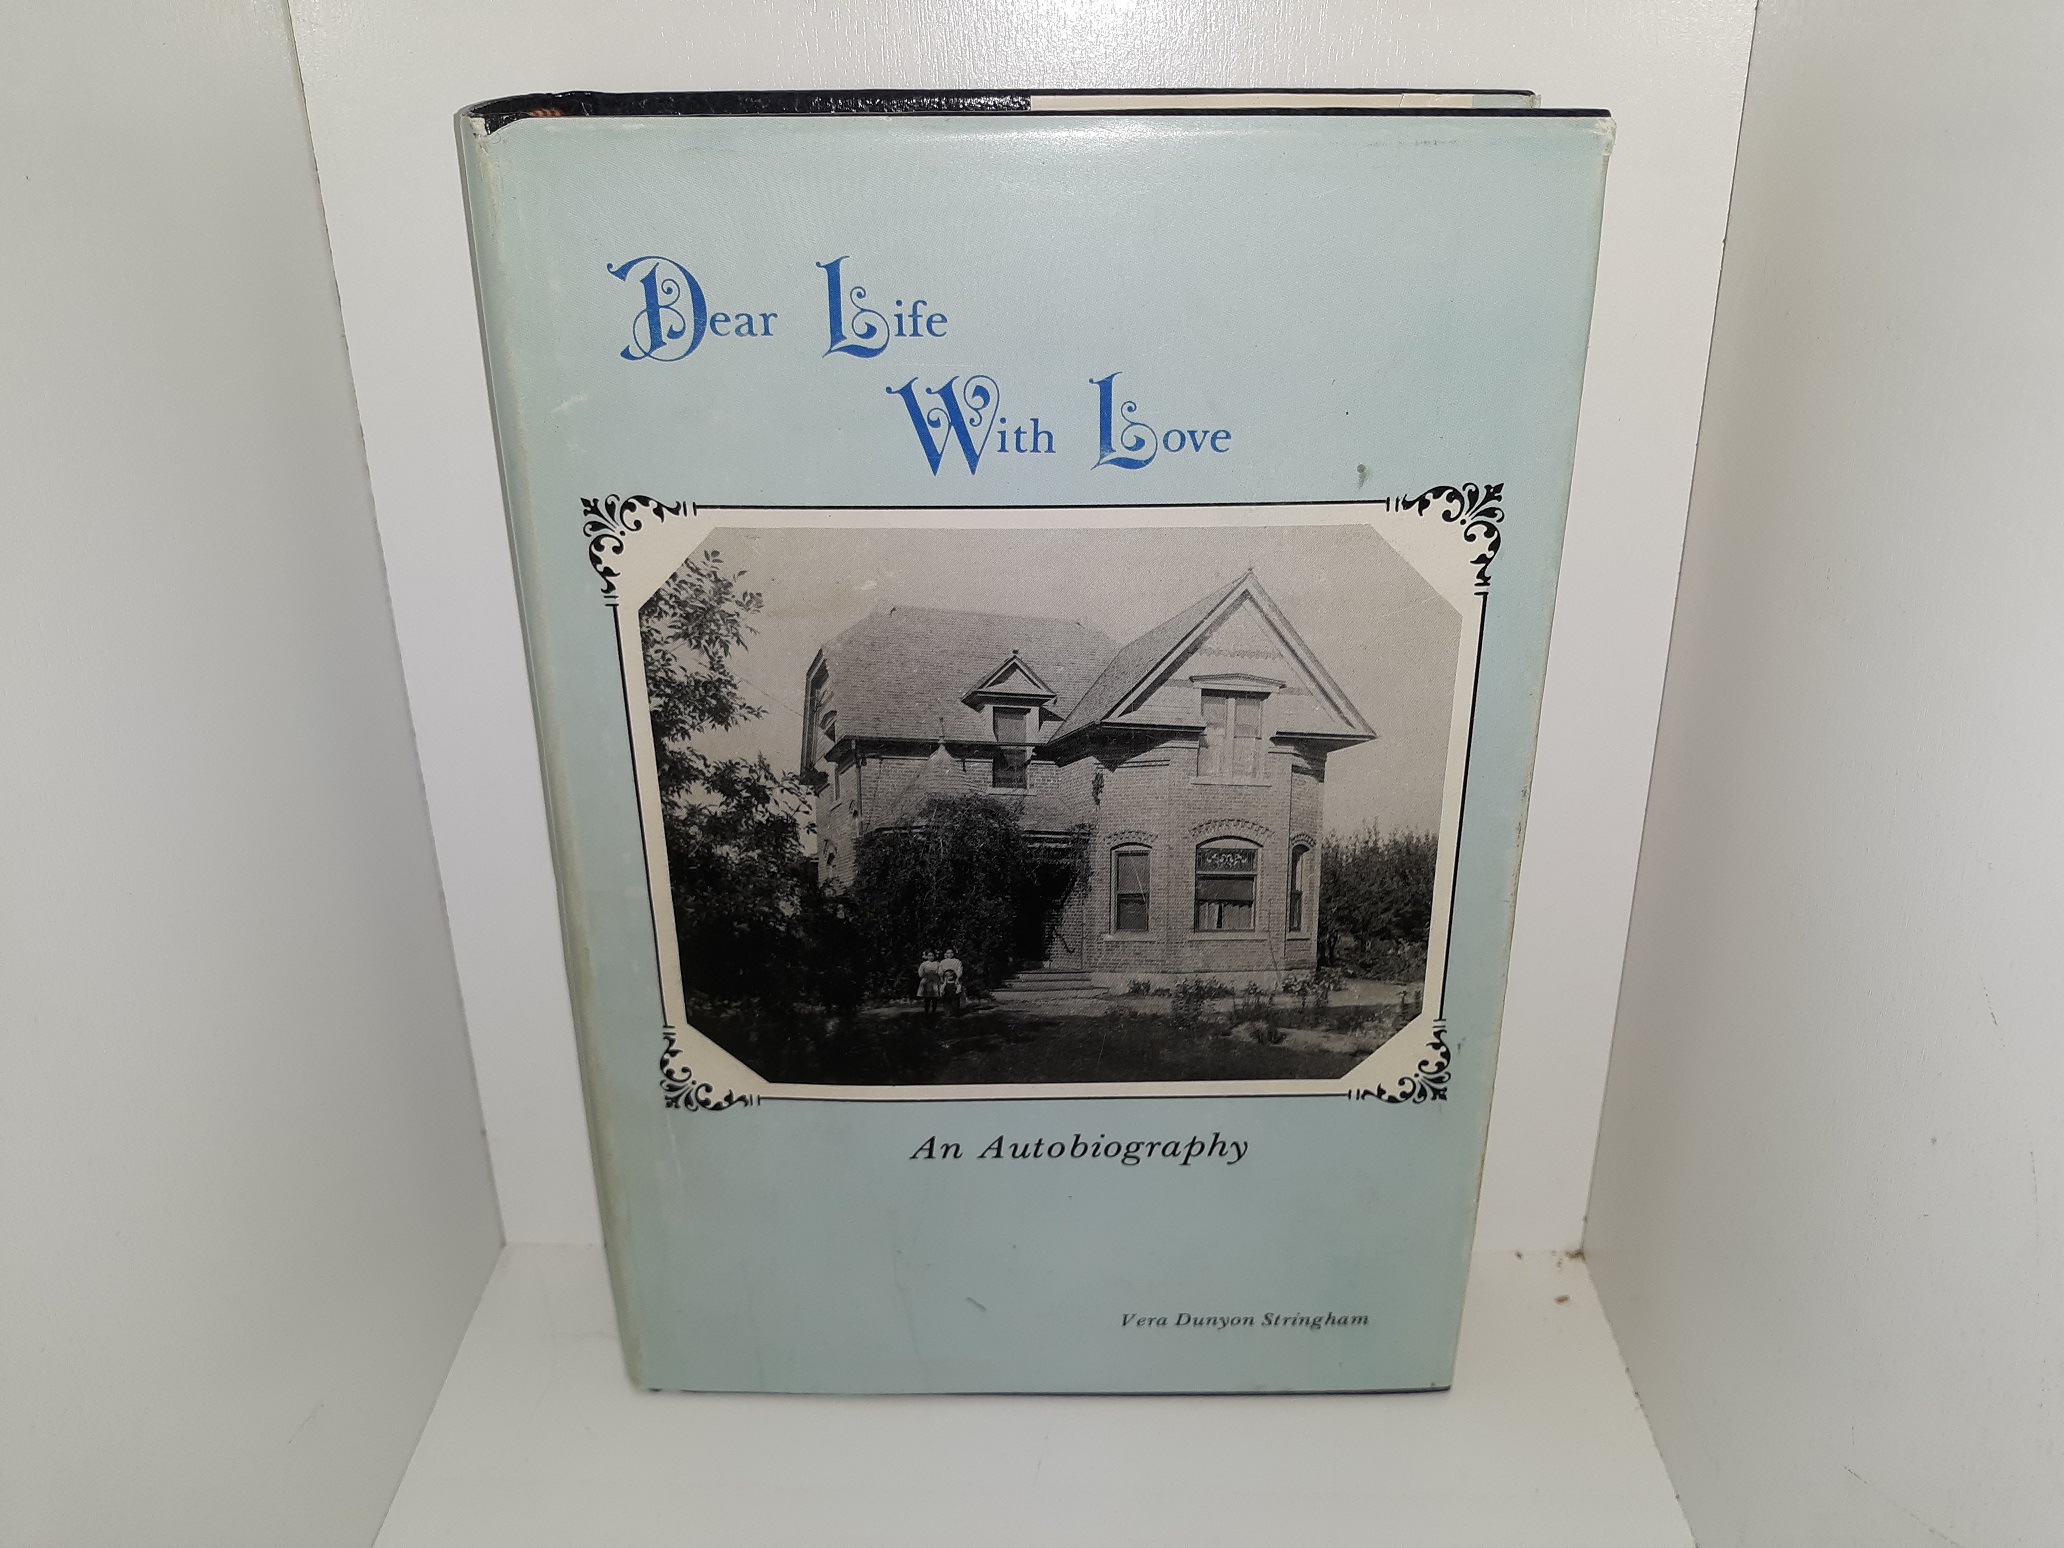 Dear Life
With Love
An Autobiography
Vera Dunyon Stringham